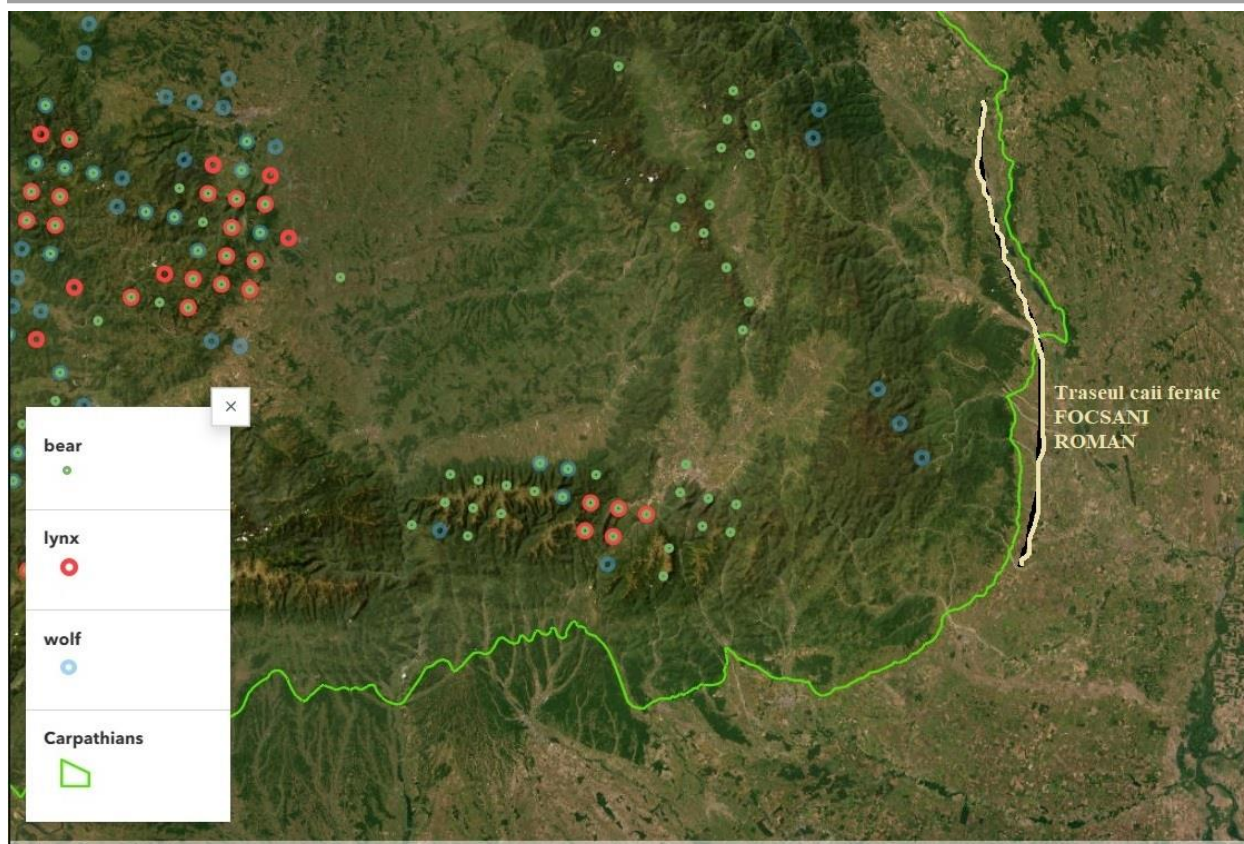 ×
bear
lynx
wolf
Carpathians
Traseul caii ferate
FOCSANI
ROMAN